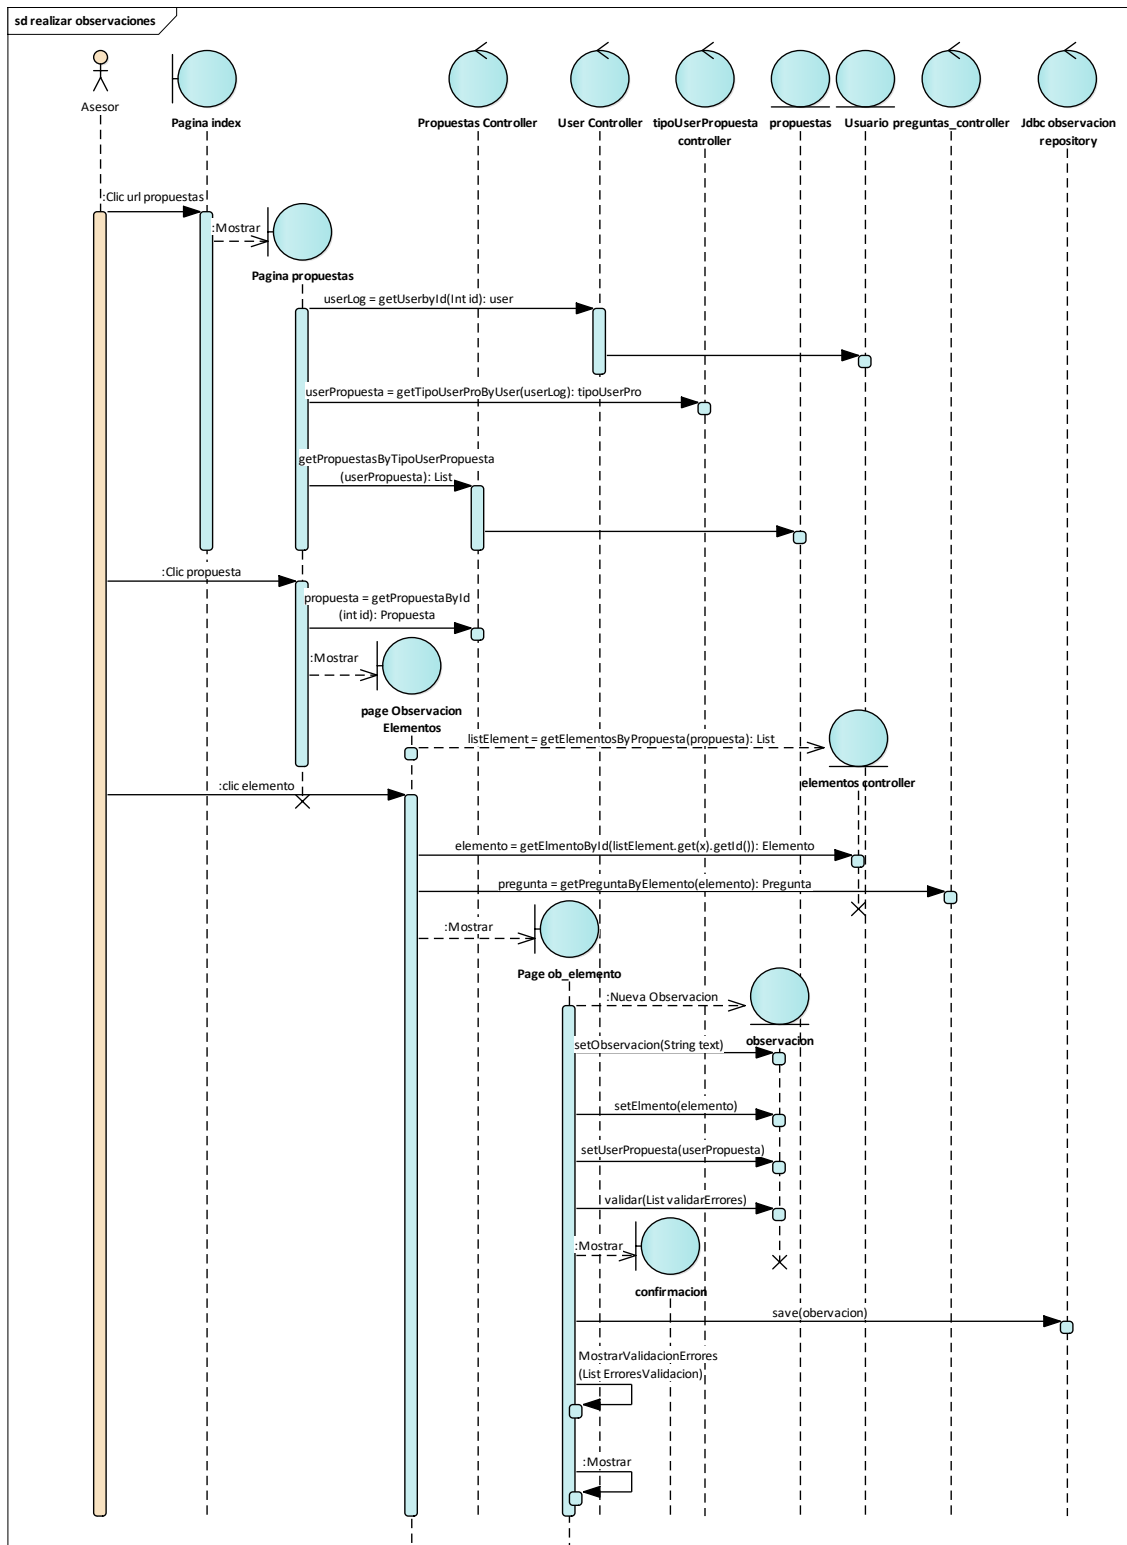 sd realizar observaciones
Asesor
Pagina index
Propuestas Controller
User Controller
tipoUserPropuesta
controller
propuestas
Usuario
preguntas_controller
Jdbc observacion
repository
:Clic url propuestas
:Mostrar
Pagina propuestas
userLog = getUserbyId(Int id): user
userPropuesta = getTipoUserProByUser(userLog): tipoUserPro
getPropuestasByTipoUserPropuesta
(userPropuesta): List
:Clic propuesta
propuesta = getPropuestaById
(int id): Propuesta
:Mostrar
page Observacion
Elementos
listElement = getElementosByPropuesta(propuesta): List
elementos controller
:clic elemento
elemento = getElmentoById(listElement.get(x).getId()): Elemento
pregunta = getPreguntaByElemento(elemento): Pregunta
:Mostrar
Page ob_elemento
:Nueva Observacion
observacion
setObservacion(String text)
setElmento(elemento)
setUserPropuesta(userPropuesta)
validar(List validarErrores)
:Mostrar
confirmacion
save(obervacion)
MostrarValidacionErrores
(List ErroresValidacion)
:Mostrar